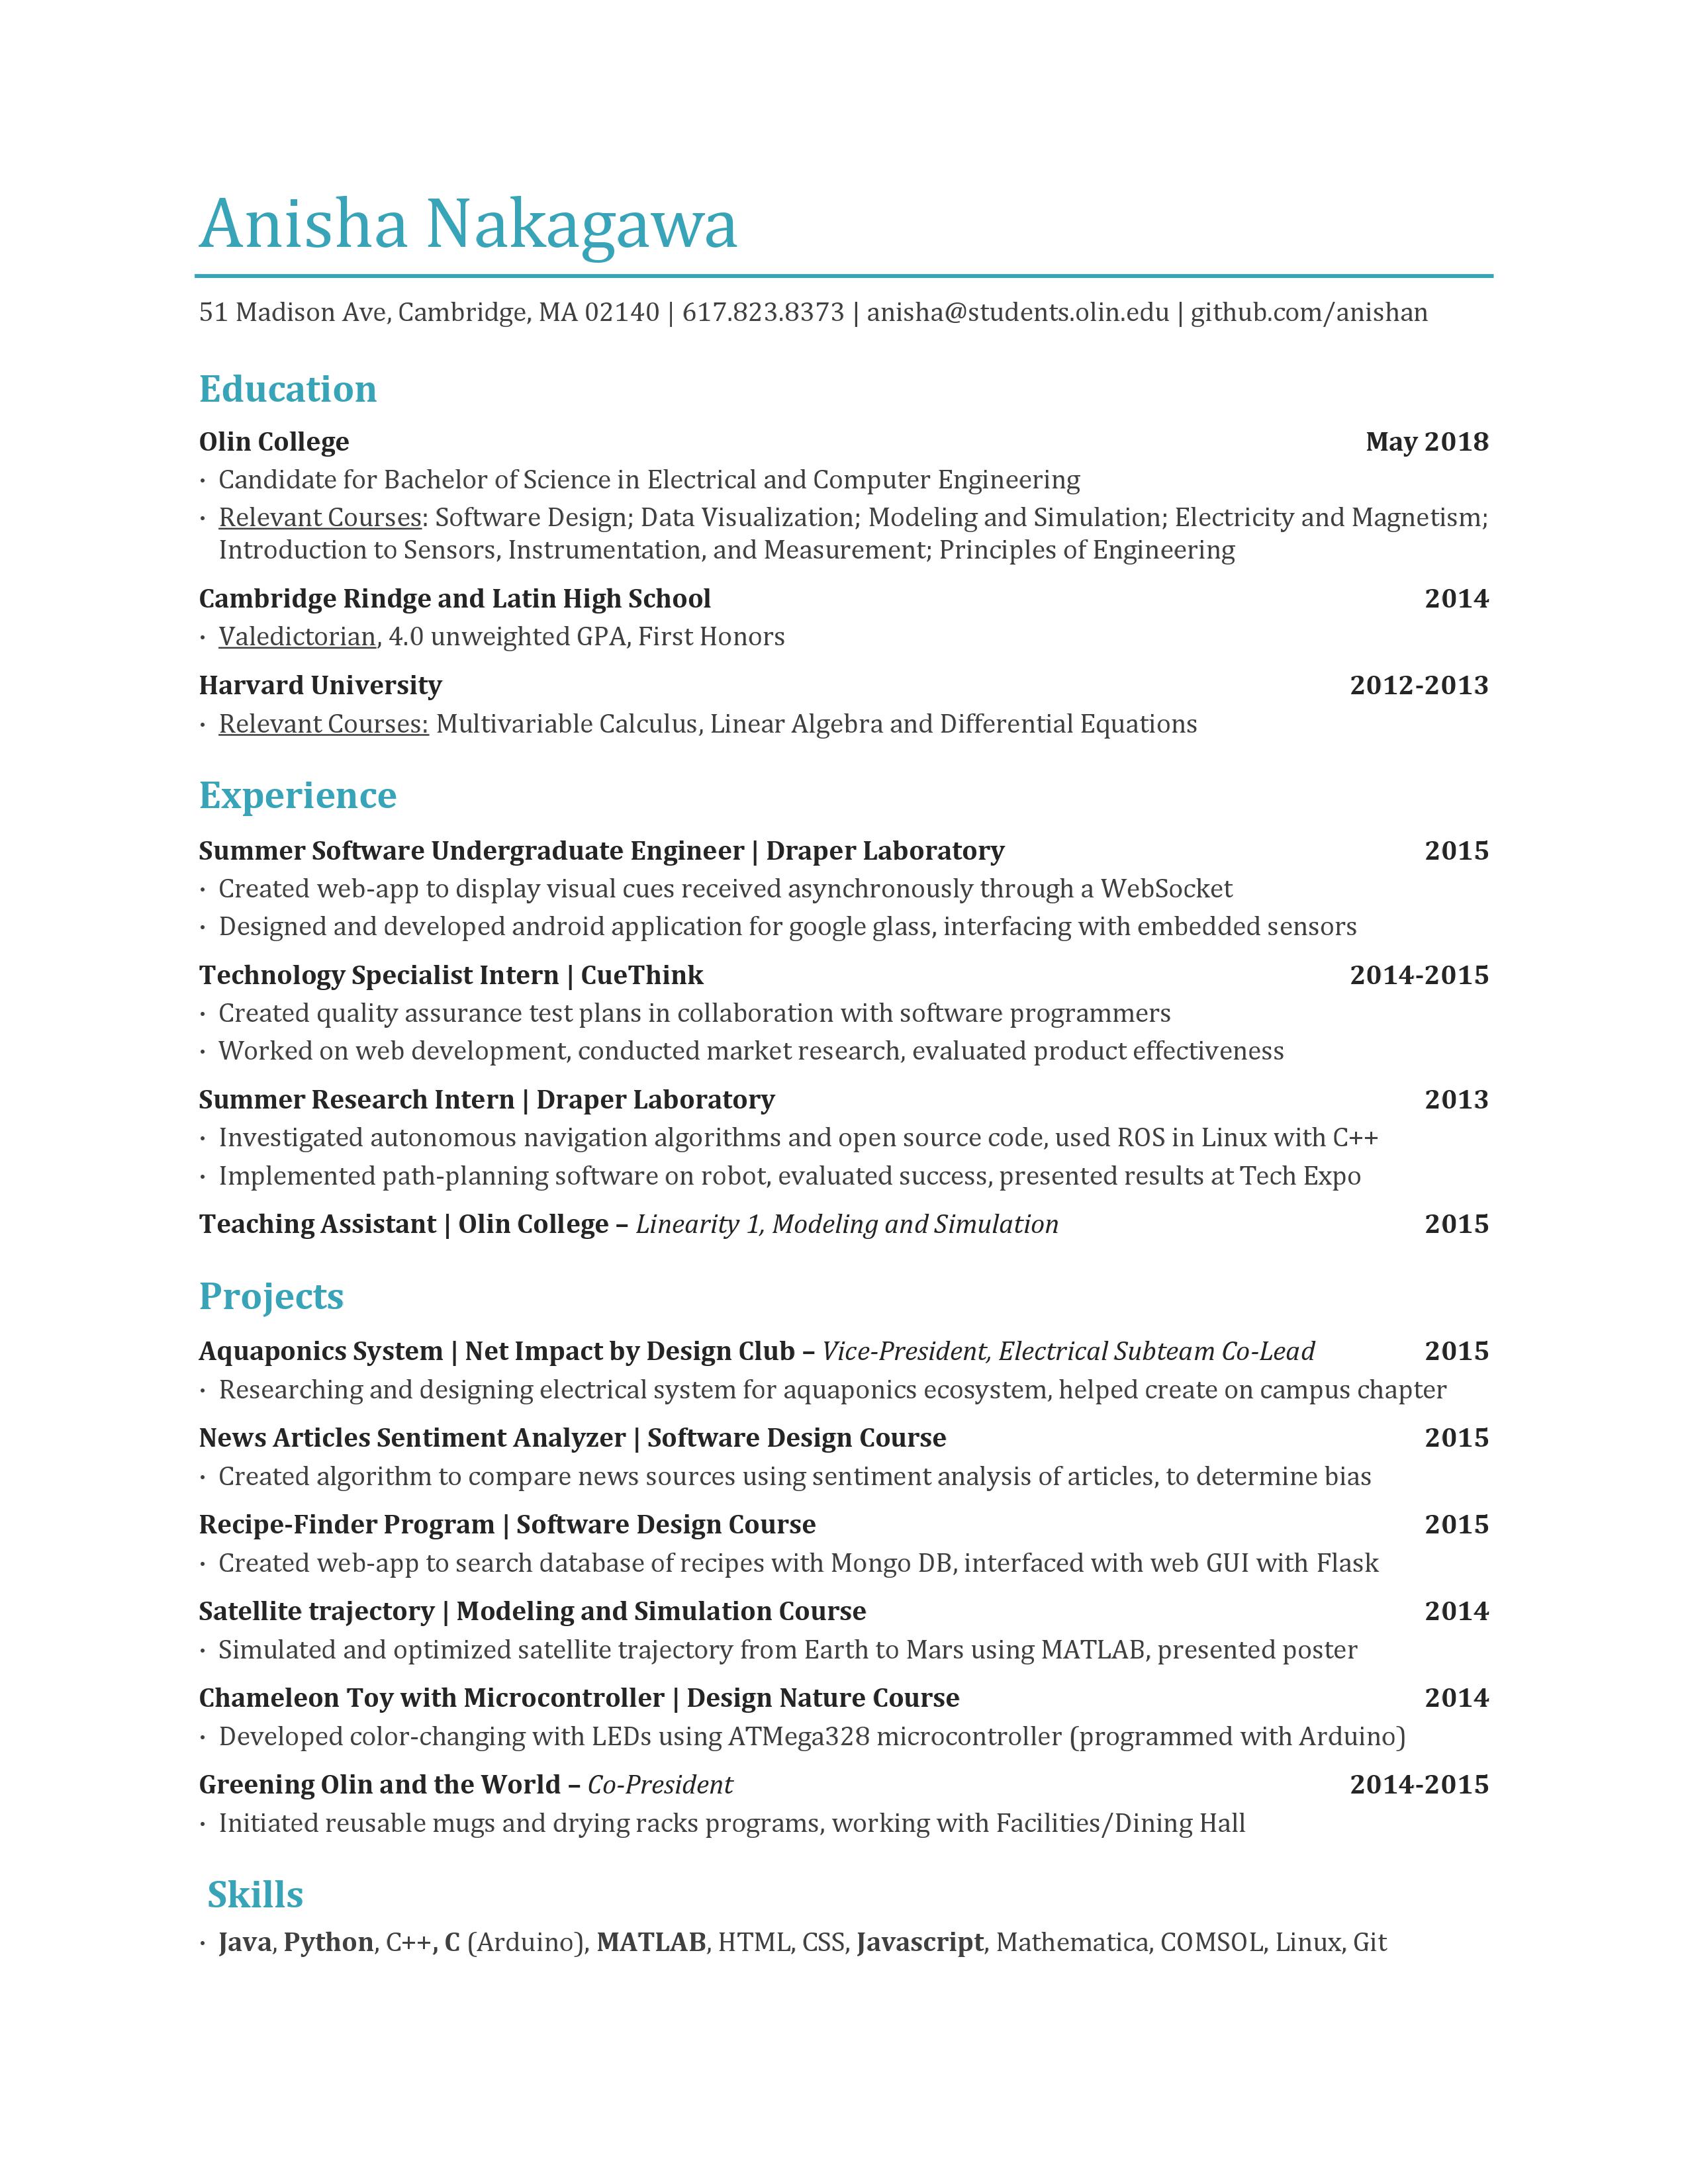 Anisha Nakagawa
51 Madison Ave, Cambridge, MA 02140 | 617.823.8373 | anisha@students.olin.edu | github.com/anishan
Education
Olin College May 2018
· Candidate for Bachelor of Science in Electrical and Computer Engineering
· Relevant Courses: Software Design; Data Visualization; Modeling and Simulation; Electricity and Magnetism;
Introduction to Sensors, Instrumentation, and Measurement; Principles of Engineering
Cambridge Rindge and Latin High School 2014
· Valedictorian, 4.0 unweighted GPA, First Honors
Harvard University 2012-2013
· Relevant Courses: Multivariable Calculus, Linear Algebra and Differential Equations
Experience
Summer Software Undergraduate Engineer | Draper Laboratory 2015
· Created web-app to display visual cues received asynchronously through a WebSocket
· Designed and developed android application for google glass, interfacing with embedded sensors
Technology Specialist Intern | CueThink 2014-2015
· Created quality assurance test plans in collaboration with software programmers
· Worked on web development, conducted market research, evaluated product effectiveness
Summer Research Intern | Draper Laboratory 2013
· Investigated autonomous navigation algorithms and open source code, used ROS in Linux with C++
· Implemented path-planning software on robot, evaluated success, presented results at Tech Expo
Teaching Assistant | Olin College – Linearity 1, Modeling and Simulation 2015
Projects
Aquaponics System | Net Impact by Design Club – Vice-President, Electrical Subteam Co-Lead 2015
· Researching and designing electrical system for aquaponics ecosystem, helped create on campus chapter
News Articles Sentiment Analyzer | Software Design Course 2015
· Created algorithm to compare news sources using sentiment analysis of articles, to determine bias
Recipe-Finder Program | Software Design Course 2015
· Created web-app to search database of recipes with Mongo DB, interfaced with web GUI with Flask
Satellite trajectory | Modeling and Simulation Course 2014
· Simulated and optimized satellite trajectory from Earth to Mars using MATLAB, presented poster
Chameleon Toy with Microcontroller | Design Nature Course 2014
· Developed color-changing with LEDs using ATMega328 microcontroller (programmed with Arduino)
Greening Olin and the World – Co-President 2014-2015
· Initiated reusable mugs and drying racks programs, working with Facilities/Dining Hall
Skills
· Java, Python, C++, C (Arduino), MATLAB, HTML, CSS, Javascript, Mathematica, COMSOL, Linux, Git